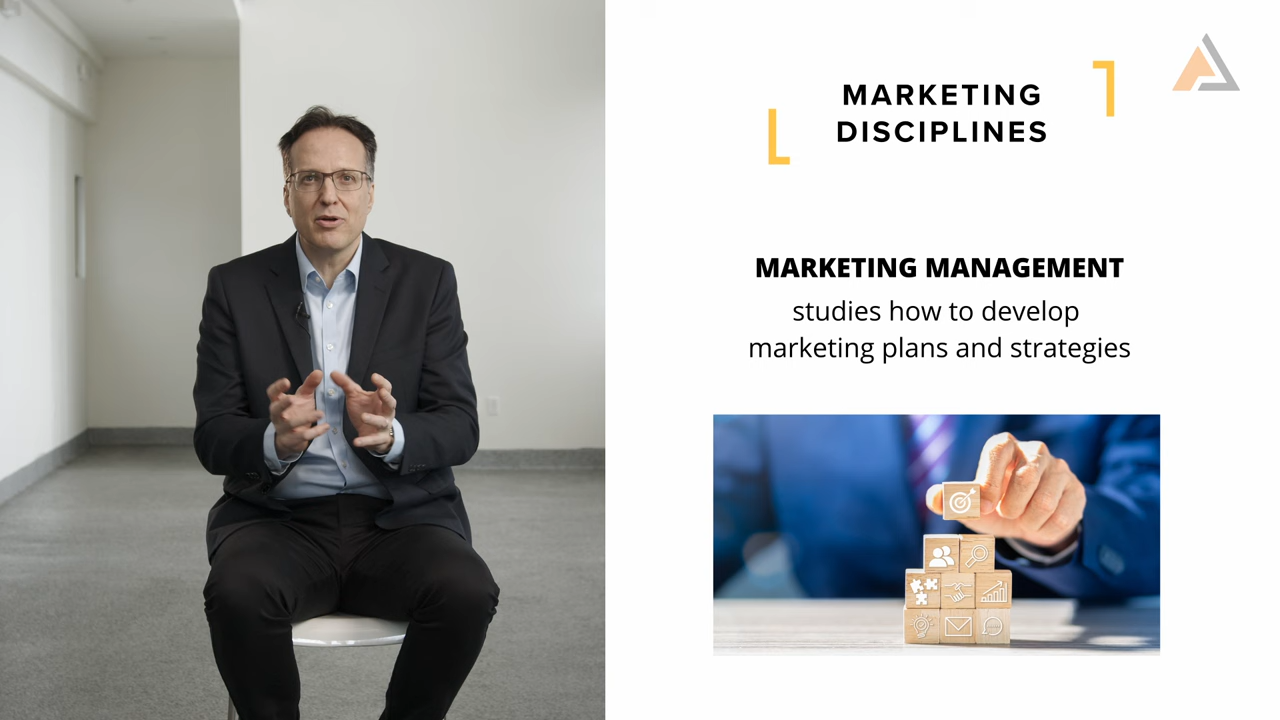 MARKETING
DISCIPLINES
MARKETING MANAGEMENT
studies how to develop
marketing plans and strategies